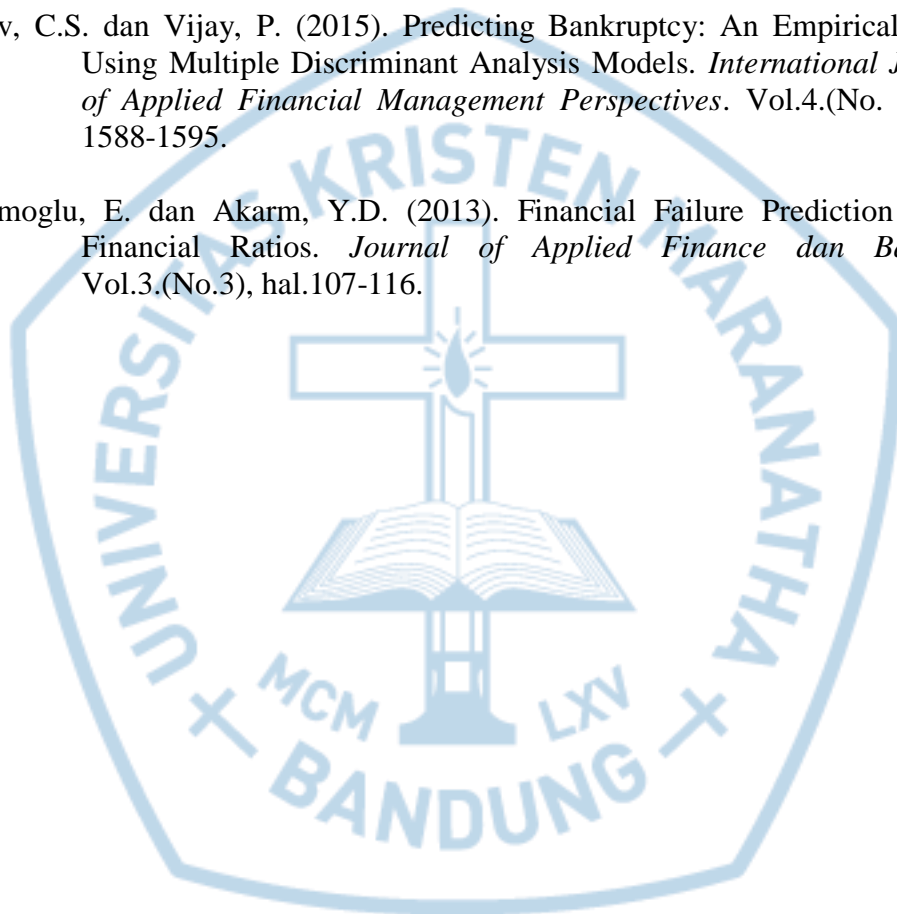 v, C.S. dan Vijay, P. (2015). Predicting Bankruptcy: An Empirical
Using Multiple Discriminant Analysis Models. International J
of Applied Financial Management Perspectives. Vol.4.(No.
1588-1595.
moglu, E. dan Akarm, Y.D. (2013). Financial Failure Prediction
Financial Ratios. Journal of Applied Finance dan Ba
Vol.3.(No.3), hal.107-116.
UNIVERSITAS KRISTEN MARANATHA
MCM LXV
BANDUNG